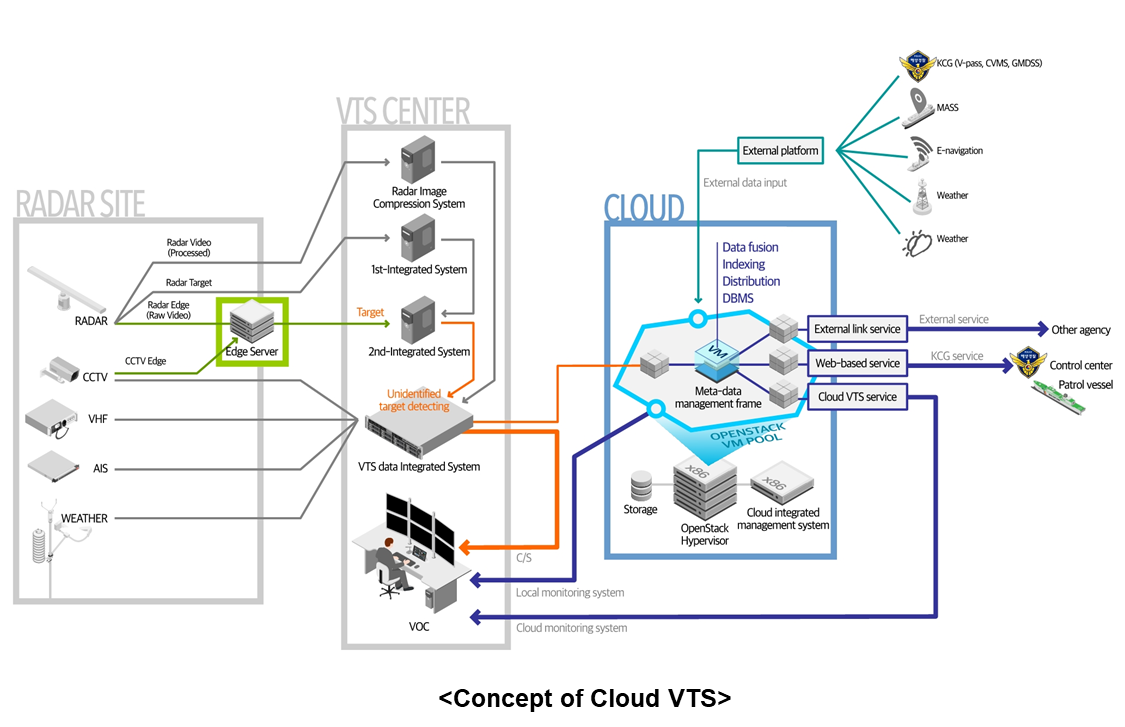 VTS CENTER
RADAR SITE
CLOUD
Radar Image
Compression System
1st-Integrated System
2nd-Integrated System
Radar Video
(Processed)
Radar Target
Radar Edge
(Raw Video)
RADAR
Edge Server
Target
CCTV Edge
CCTV
VHF
AIS
WEATHER
Unidentified
target detecting
VTS data Integrated System
VOC
C/S
Local monitoring system
Cloud monitoring system
External platform
External data input
KCG (V-pass, CVMS, GMDSS)
MASS
E-navigation
Weather
Weather
Data fusion
Indexing
Distribution
DBMS
VM
Meta-data
management frame
External link service
Web-based service
Cloud VTS service
External service
KCG service
Other agency
Control center
Patrol vessel
OPENSTACK
VM POOL
x86
x86
Storage
OpenStack
Hypervisor
Cloud integrated
management system
<Concept of Cloud VTS>